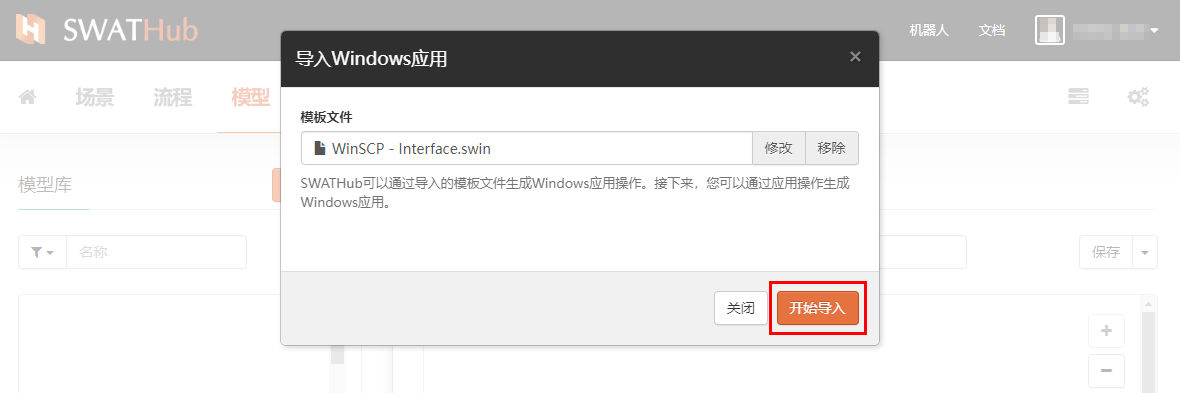 SWATHub
机器人
文档
导入Windows应用
×
场景
流程
模型
模板文件
WinSCP - Interface.swin
修改
移除
SWATHub可以通过导入的模板文件生成Windows应用操作。接下来，您可以通过应用操作生成
Windows应用。
模型库
名称
保存
关闭
开始导入